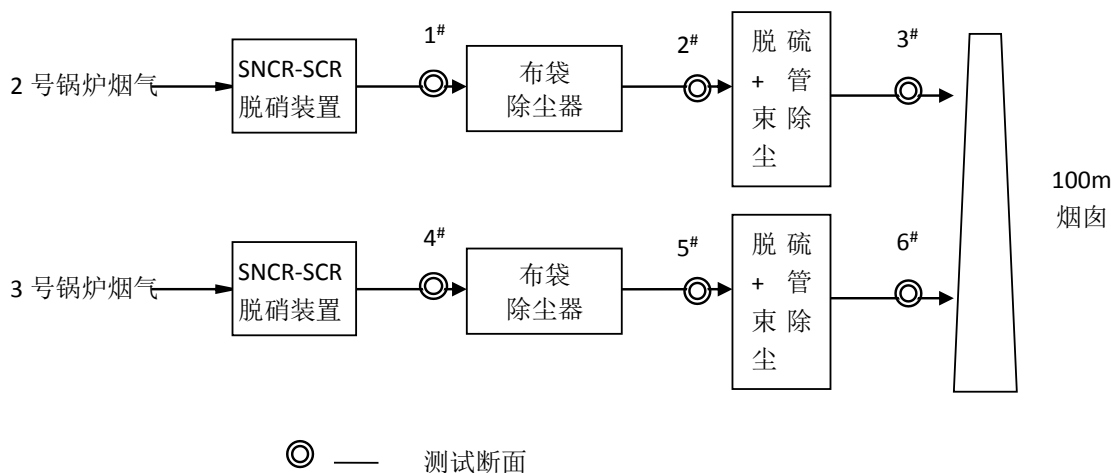 2 号锅炉烟气
SNCR-SCR
脱硝装置
1#
布袋
除尘器
2#
脱 硫
+ 管
束 除
尘
3#
100m
烟囱
3 号锅炉烟气
SNCR-SCR
脱硝装置
4#
布袋
除尘器
5#
脱 硫
+ 管
束 除
尘
6#
测试断面